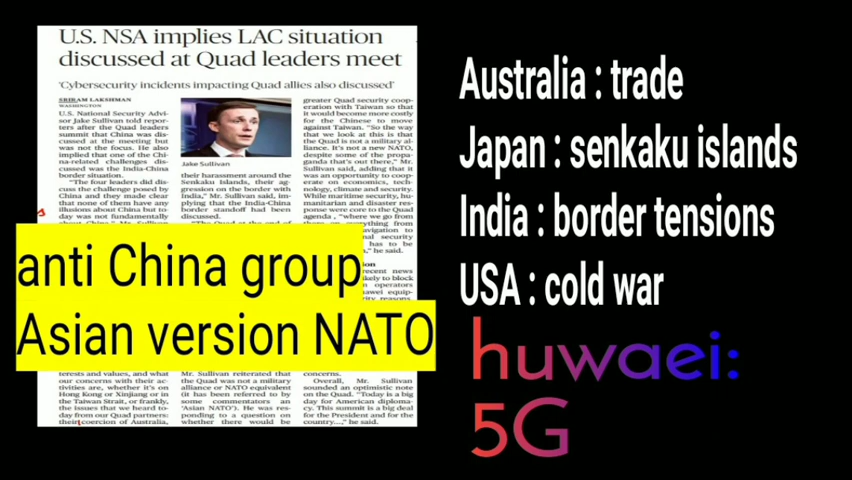 U.S. NSA implies LAC situation
discussed at Quad leaders meet
'Cybersecurity incidents impacting Quad allies also discussed'
SRIRAM LAKSHMAN
WASHINGTON
U.S. National Security Advi-
sor Jake Sullivan told repor-
ters after the Quad leaders
summit that China was dis-
cussed at the meeting but
was not the focus. He also
implied that one of the Chi-
na-related challenges dis-
cussed was the India-China
border situation.
"The four leaders did dis-
cuss the challenge posed by
China and they made clear
that none of them have any
illusions about China but to-
day was not fundamentally
terests and values, and what
our concerns with their ac-
tivities are, whether it's on
Hong Kong or Xinjiang or in
the Taiwan Strait, or frankly,
the issues that we heard to-
day from our Quad partners:
their coercion of Australia,
Jake Sullivan
their harassment around the
Senkaku Islands, their ag-
gression on the border with
India," Mr. Sullivan said, im-
plying that the India-China
border standoff had been
discussed.
Mr. Sullivan reiterated that
the Quad was not a military
alliance or NATO equivalent
(it has been referred to by
some commentators an
'Asian NATO'). He was res-
ponding to a question on
whether there would be
greater Quad security coop-
eration with Taiwan so that
it would become more costly
for the Chinese to move
against Taiwan. "So the way
that we look at this is that
the Quad is not a military al-
liance. It's not a new NATO,
despite some of the propa-
ganda that's out there," Mr.
Sullivan said, adding that it
was an opportunity to coop-
erate on economics, tech-
nology, climate and security.
While maritime security, hu-
manitarian and disaster res-
ponse were core to the Quad
agenda, "where we go from
concerns.
Overall, Mr. Sullivan
sounded an optimistic note
on the Quad. "Today is a big
day for American diploma-
cy. This summit is a big deal
for the President and for the
country...," he said.
anti China group
Asian version NATO
Australia : trade
Japan : senkaku islands
India : border tensions
USA : cold war
huwaei:
5G